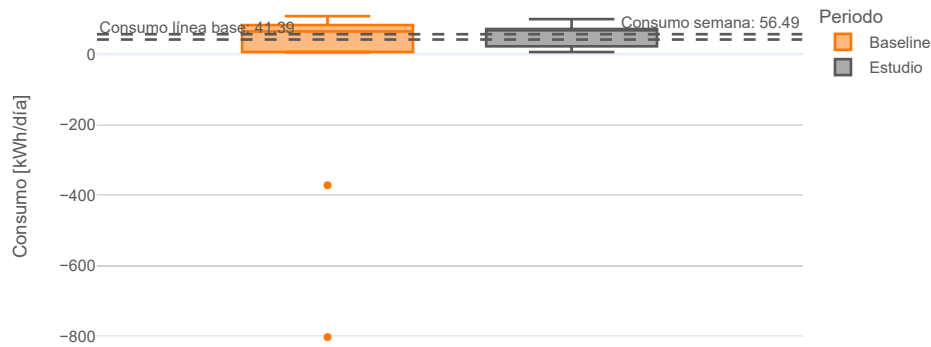 Consumo línea base: 41.39
Consumo semana: 56.49
Periodo
Baseline
Estudio
Consumo [kWh/día]
0
−200
−400
−600
−800